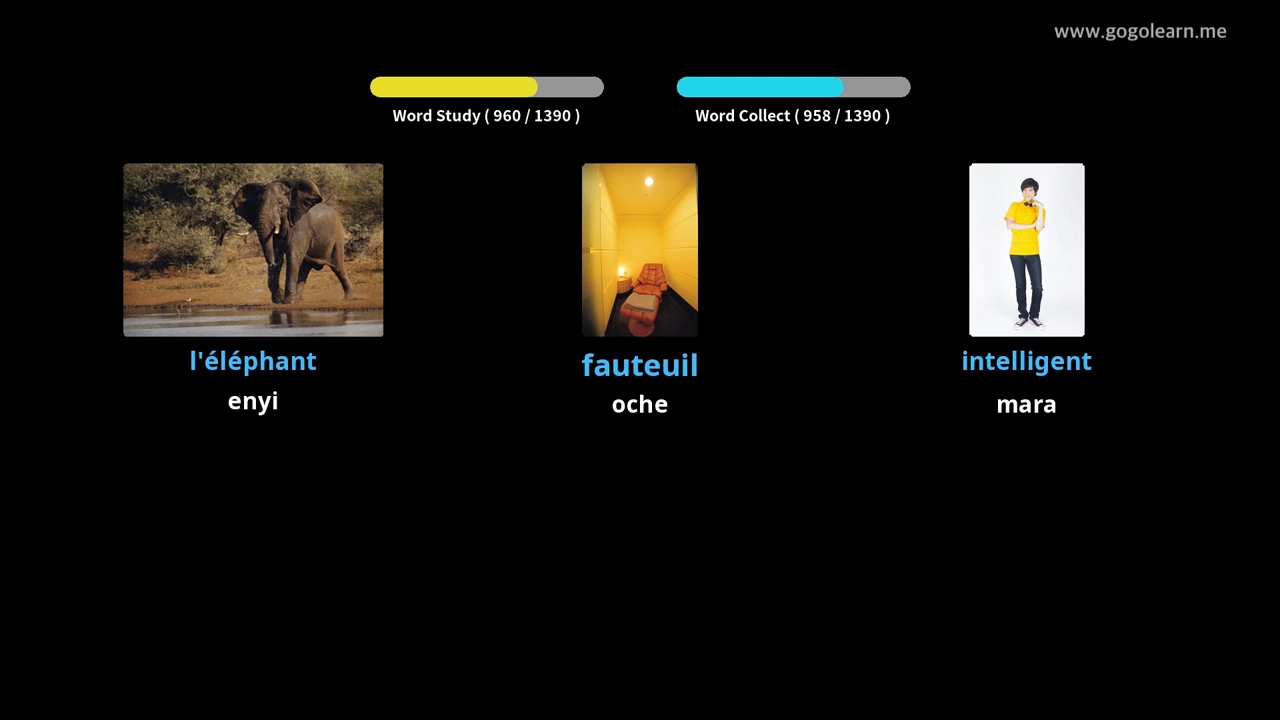 www.gogolearn.me
Word Study ( 960 / 1390 )
Word Collect ( 958 / 1390 )
l'éléphant
enyi
fauteuil
oche
intelligent
mara